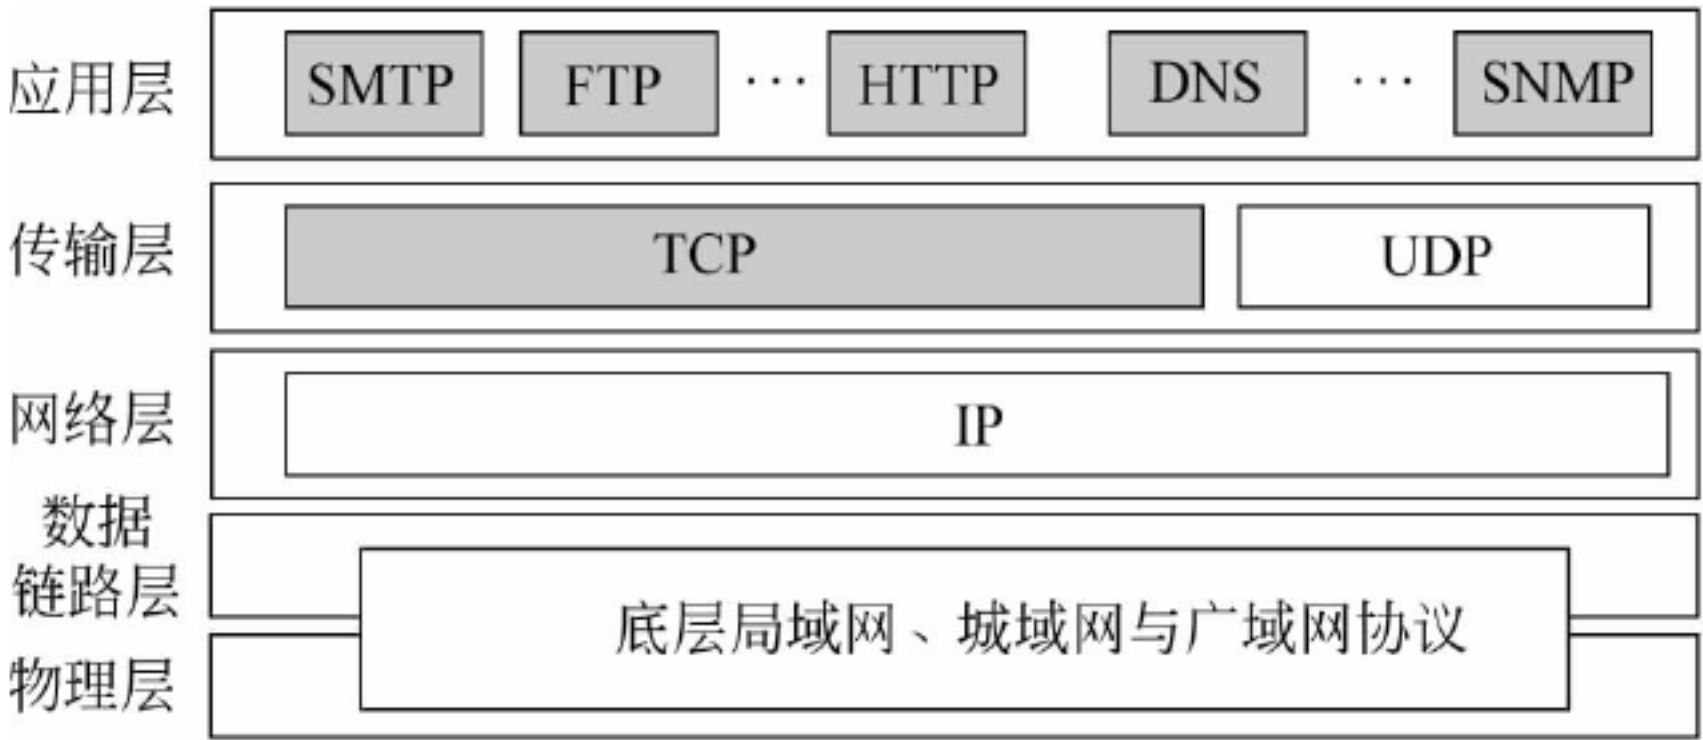 应用层 SMTP FTP ··· HTTP DNS ··· SNMP
传输层 TCP UDP
网络层 IP
数据
链路层
底层局域网、城域网与广域网协议
物理层